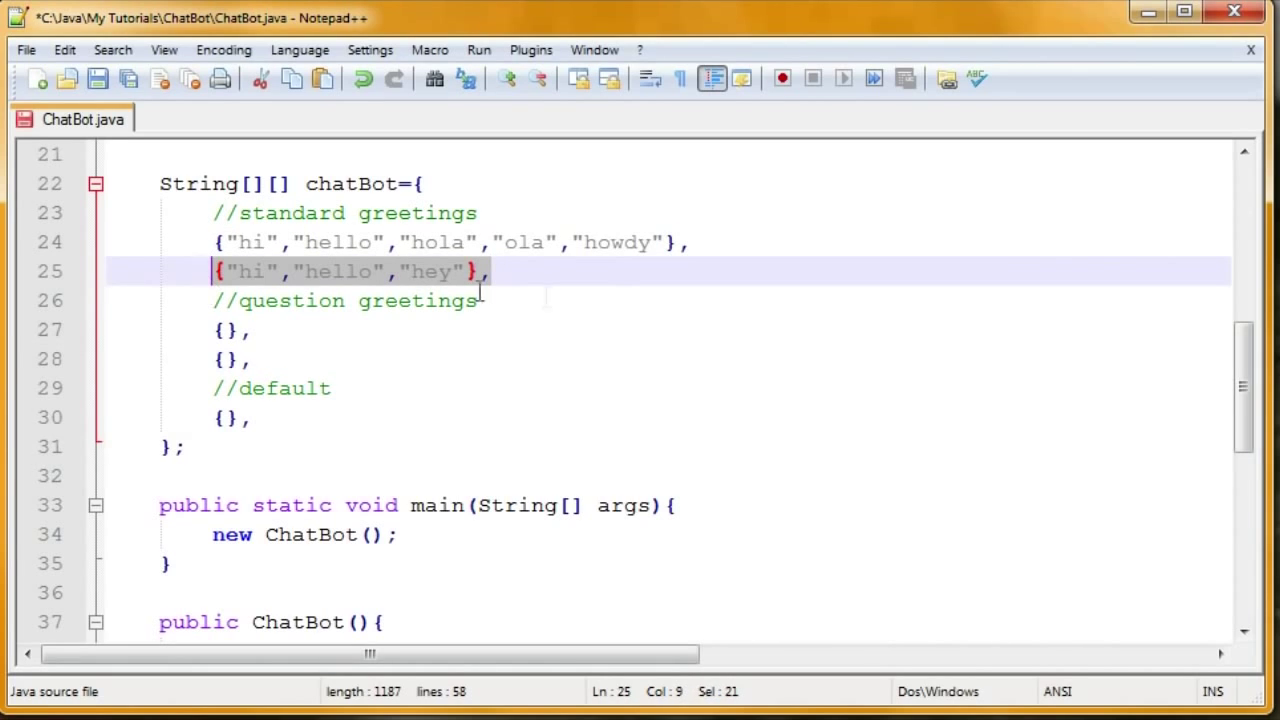 *C:\Java\My Tutorials\ChatBot\ChatBot.java - Notepad++
File Edit Search View Encoding Language Settings Macro Run Plugins Window ? X
ABC
ChatBot.java
21
22 String[][] chatBot={
23 //standard greetings
24 {"hi","hello","hola","ola","howdy"},
25 {"hi","hello","hey"},
26 //question greetings
27 {},
28 {},
29 //default
30 {},
31 };
32
33 public static void main(String[] args){
34 new ChatBot();
35 }
36
37 public ChatBot(){
Java source file length : 1187 lines : 58 Ln : 25 Col : 9 Sel : 21 Dos\Windows ANSI INS